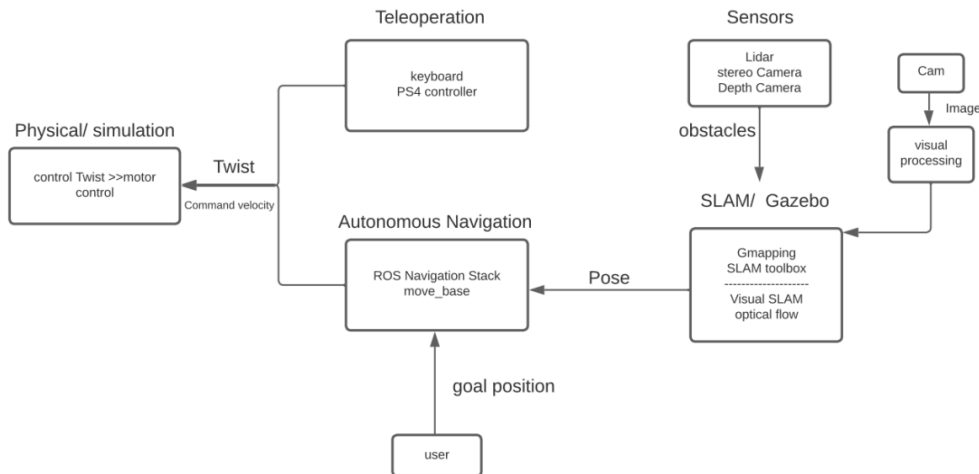 Teleoperation
keyboard
PS4 controller
Sensors
Lidar
stereo Camera
Depth Camera
Cam
Image
visual
processing
obstacles
Physical/ simulation
control Twist >>motor
control
Twist
Command velocity
Autonomous Navigation
ROS Navigation Stack
move_base
Pose
SLAM/ Gazebo
Gmapping
SLAM toolbox
--------------------
Visual SLAM
optical flow
goal position
user